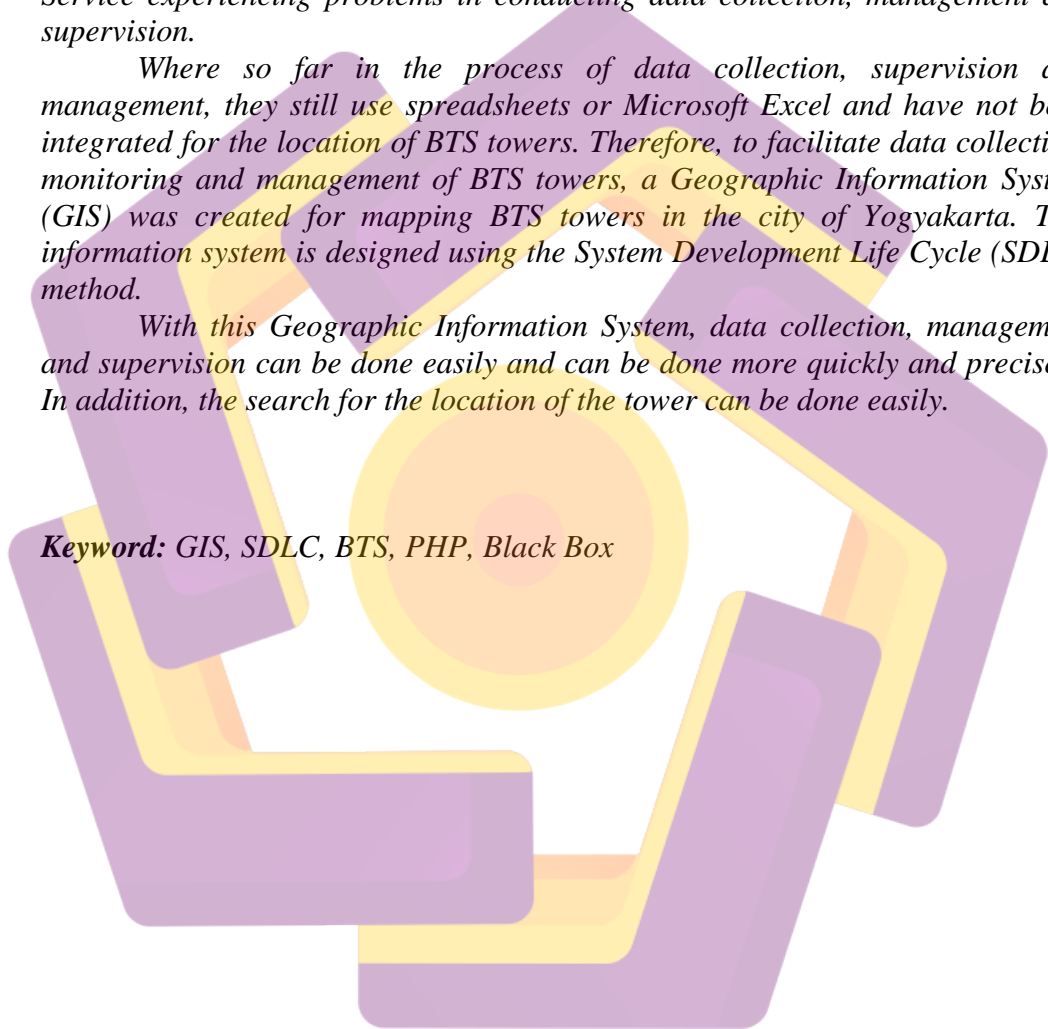 Service experiencing problems in conducting data collection, management a
supervision.
Where so far in the process of data collection, supervision a
management, they still use spreadsheets or Microsoft Excel and have not be
integrated for the location of BTS towers. Therefore, to facilitate data collecti
monitoring and management of BTS towers, a Geographic Information Syst
(GIS) was created for mapping BTS towers in the city of Yogyakarta. T
information system is designed using the System Development Life Cycle (SDL
method.
With this Geographic Information System, data collection, managem
and supervision can be done easily and can be done more quickly and precise
In addition, the search for the location of the tower can be done easily.
Keyword: GIS, SDLC, BTS, PHP, Black Box